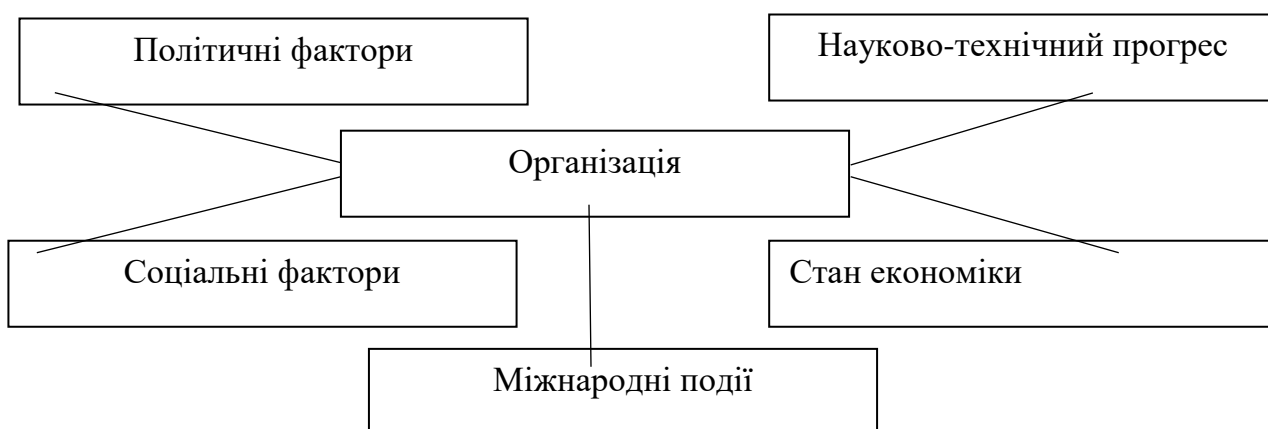 Політичні фактори
Науково-технічний прогрес
Організація
Соціальні фактори
Стан економіки
Міжнародні події